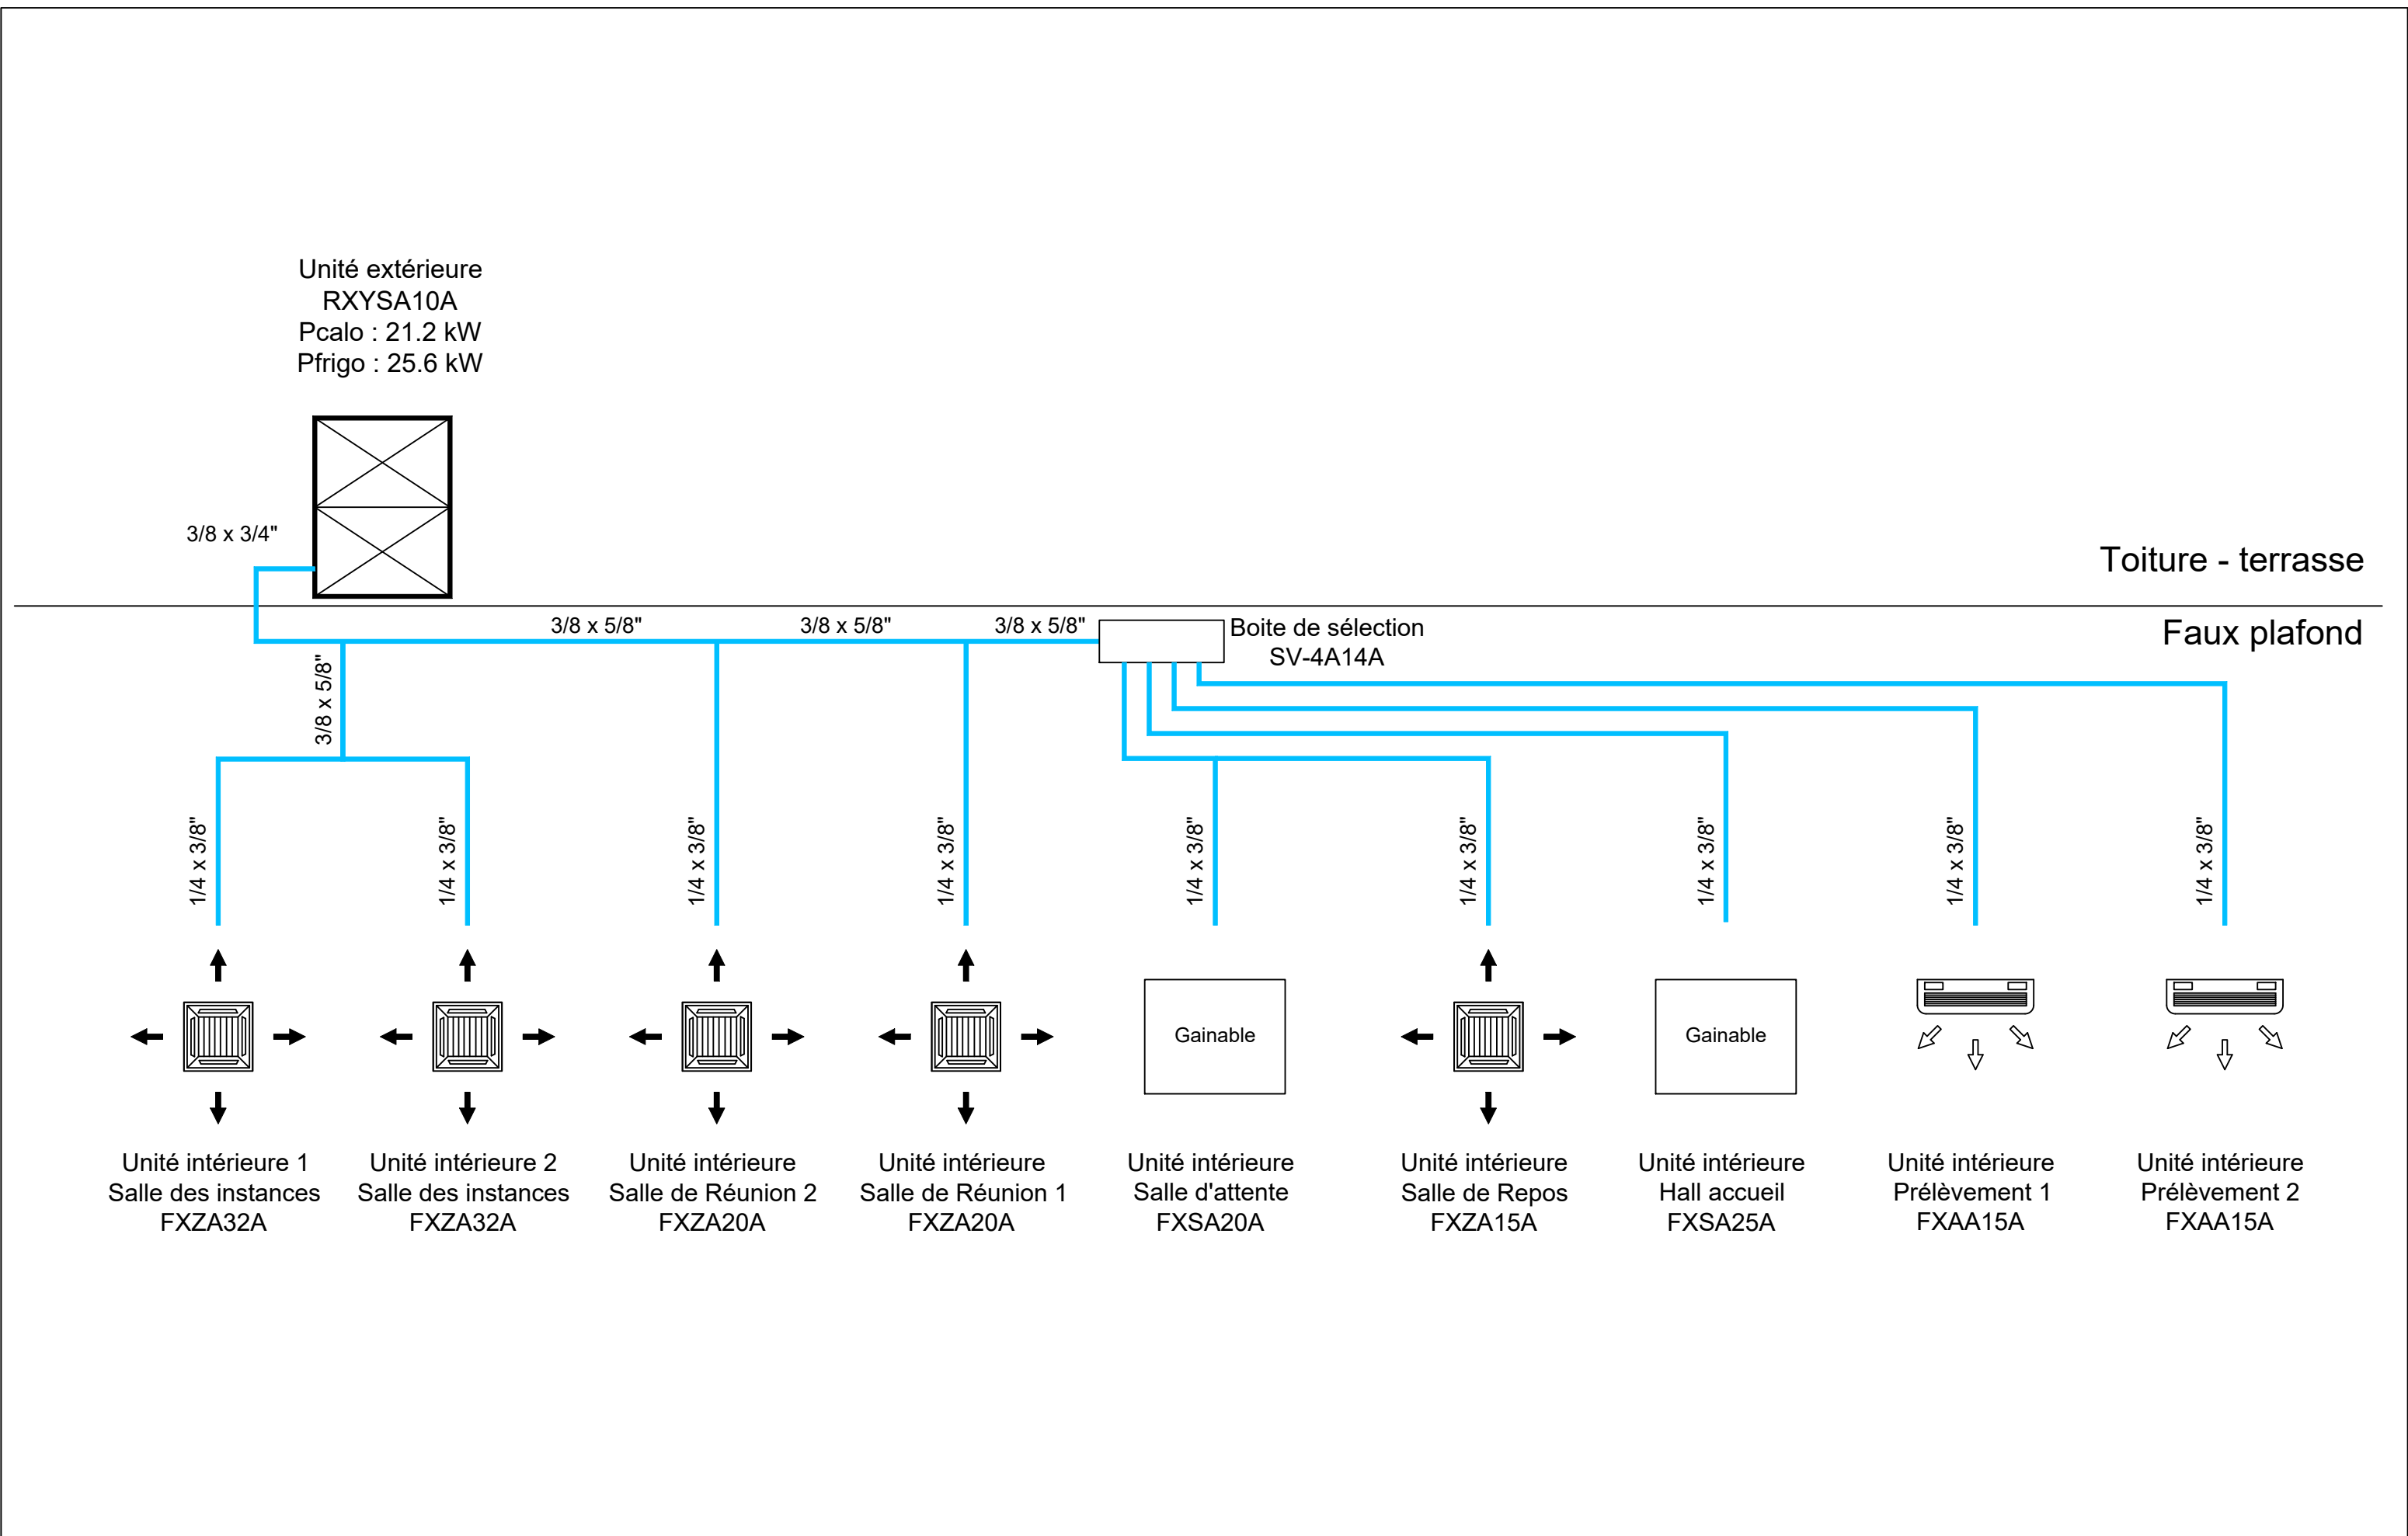 Unité extérieure
RXYSA10A
Pcalo : 21.2 kW
Pfrigo : 25.6 kW
3/8 x 3/4"
Toiture - terrasse
3/8 x 5/8"
3/8 x 5/8"
3/8 x 5/8"
Boite de sélection
SV-4A14A
Faux plafond
3/8 x 5/8"
1/4 x 3/8"
1/4 x 3/8"
1/4 x 3/8"
1/4 x 3/8"
1/4 x 3/8"
1/4 x 3/8"
1/4 x 3/8"
1/4 x 3/8"
1/4 x 3/8"
Gainable
Gainable
Unité intérieure 1
Salle des instances
FXZA32A
Unité intérieure 2
Salle des instances
FXZA32A
Unité intérieure
Salle de Réunion 2
FXZA20A
Unité intérieure
Salle de Réunion 1
FXZA20A
Unité intérieure
Salle d'attente
FXSA20A
Unité intérieure
Salle de Repos
FXZA15A
Unité intérieure
Hall accueil
FXSA25A
Unité intérieure
Prélèvement 1
FXAA15A
Unité intérieure
Prélèvement 2
FXAA15A